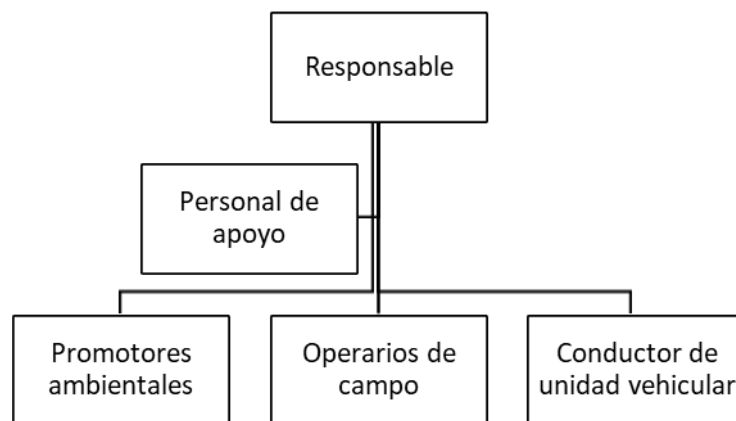 Responsable
Personal de
apoyo
Promotores
ambientales
Operarios de
campo
Conductor de
unidad vehicular